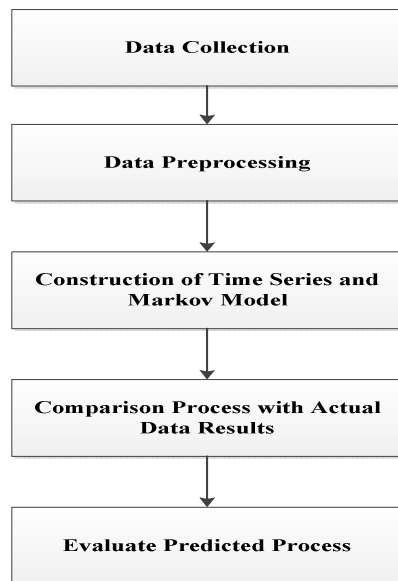 Data Collection
Data Preprocessing
Construction of Time Series and
Markov Model
Comparison Process with Actual
Data Results
Evaluate Predicted Process